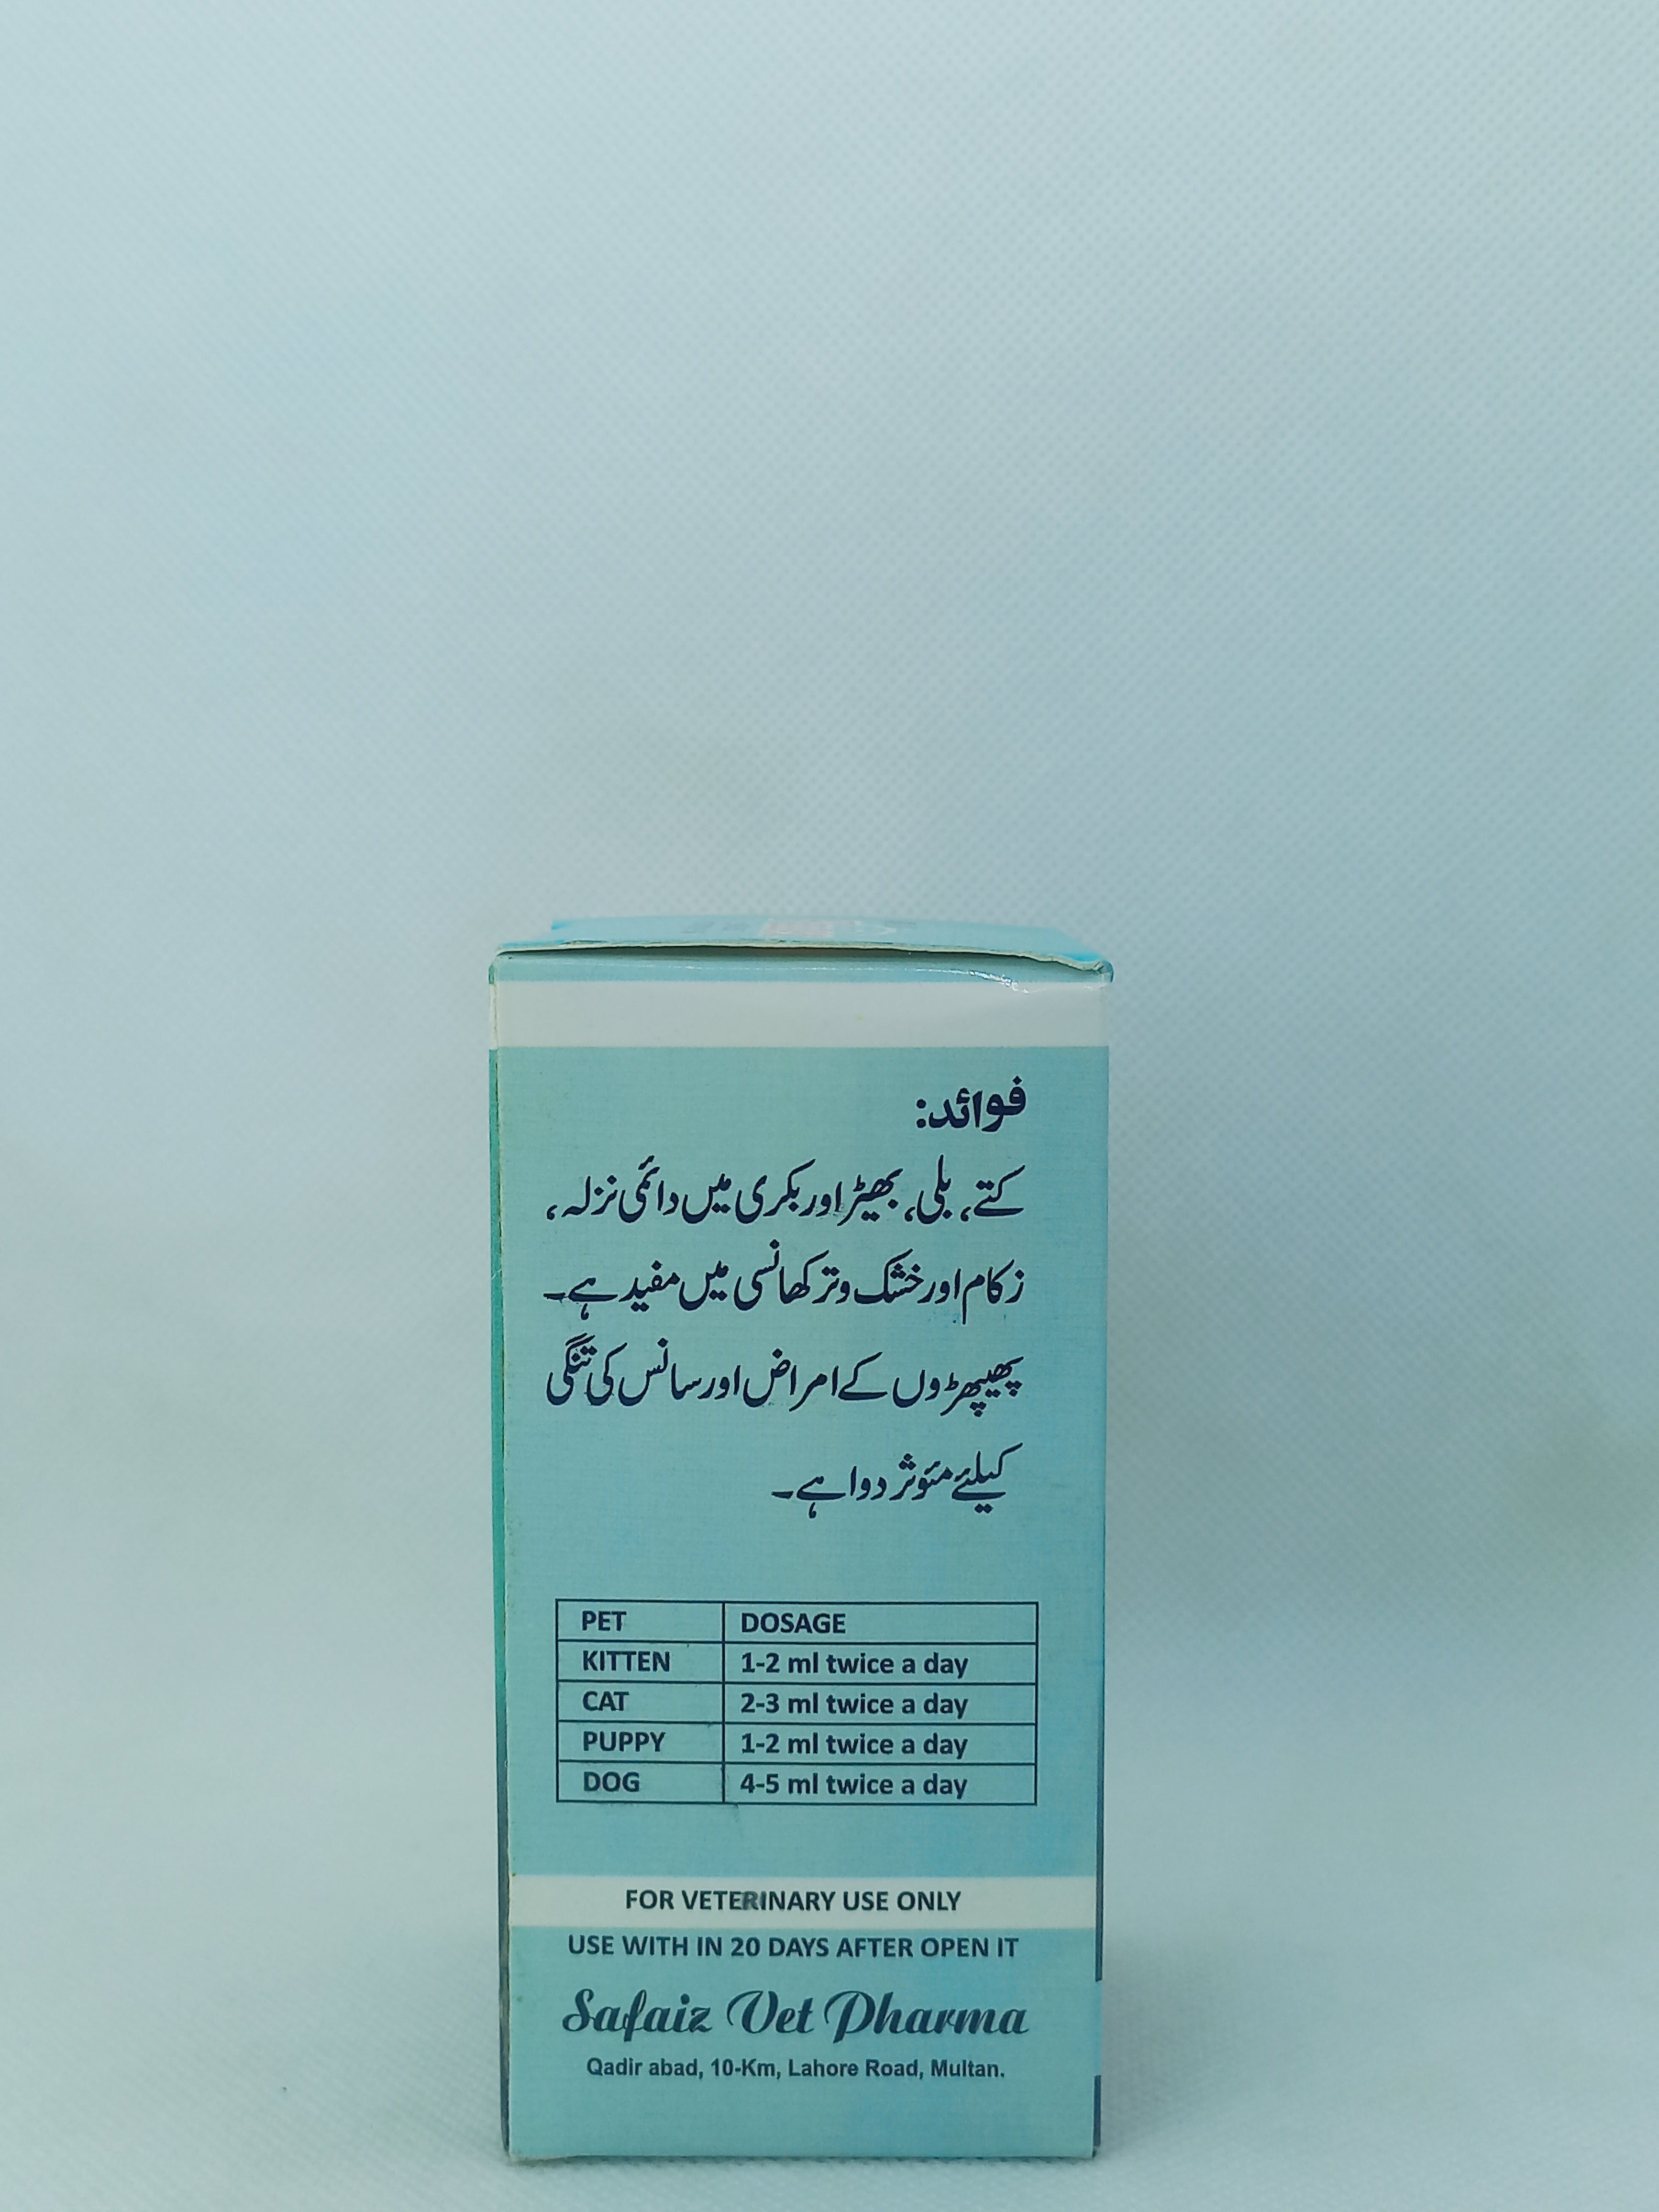 فوائد:
کتے، بلی، بھیڑ اور بکری میں دائمی نزلہ،
زکام اور خشک و تر کھانسی میں مفید ہے۔
پھیپھڑوں کے امراض اور سانس کی تنگی
کیلئے مئوثر دوا ہے۔
PET DOSAGE
KITTEN 1-2 ml twice a day
CAT 2-3 ml twice a day
PUPPY 1-2 ml twice a day
DOG 4-5 ml twice a day
FOR VETERINARY USE ONLY
USE WITH IN 20 DAYS AFTER OPEN IT
Safaiz Vet Pharma
Qadir abad, 10-Km, Lahore Road, Multan.